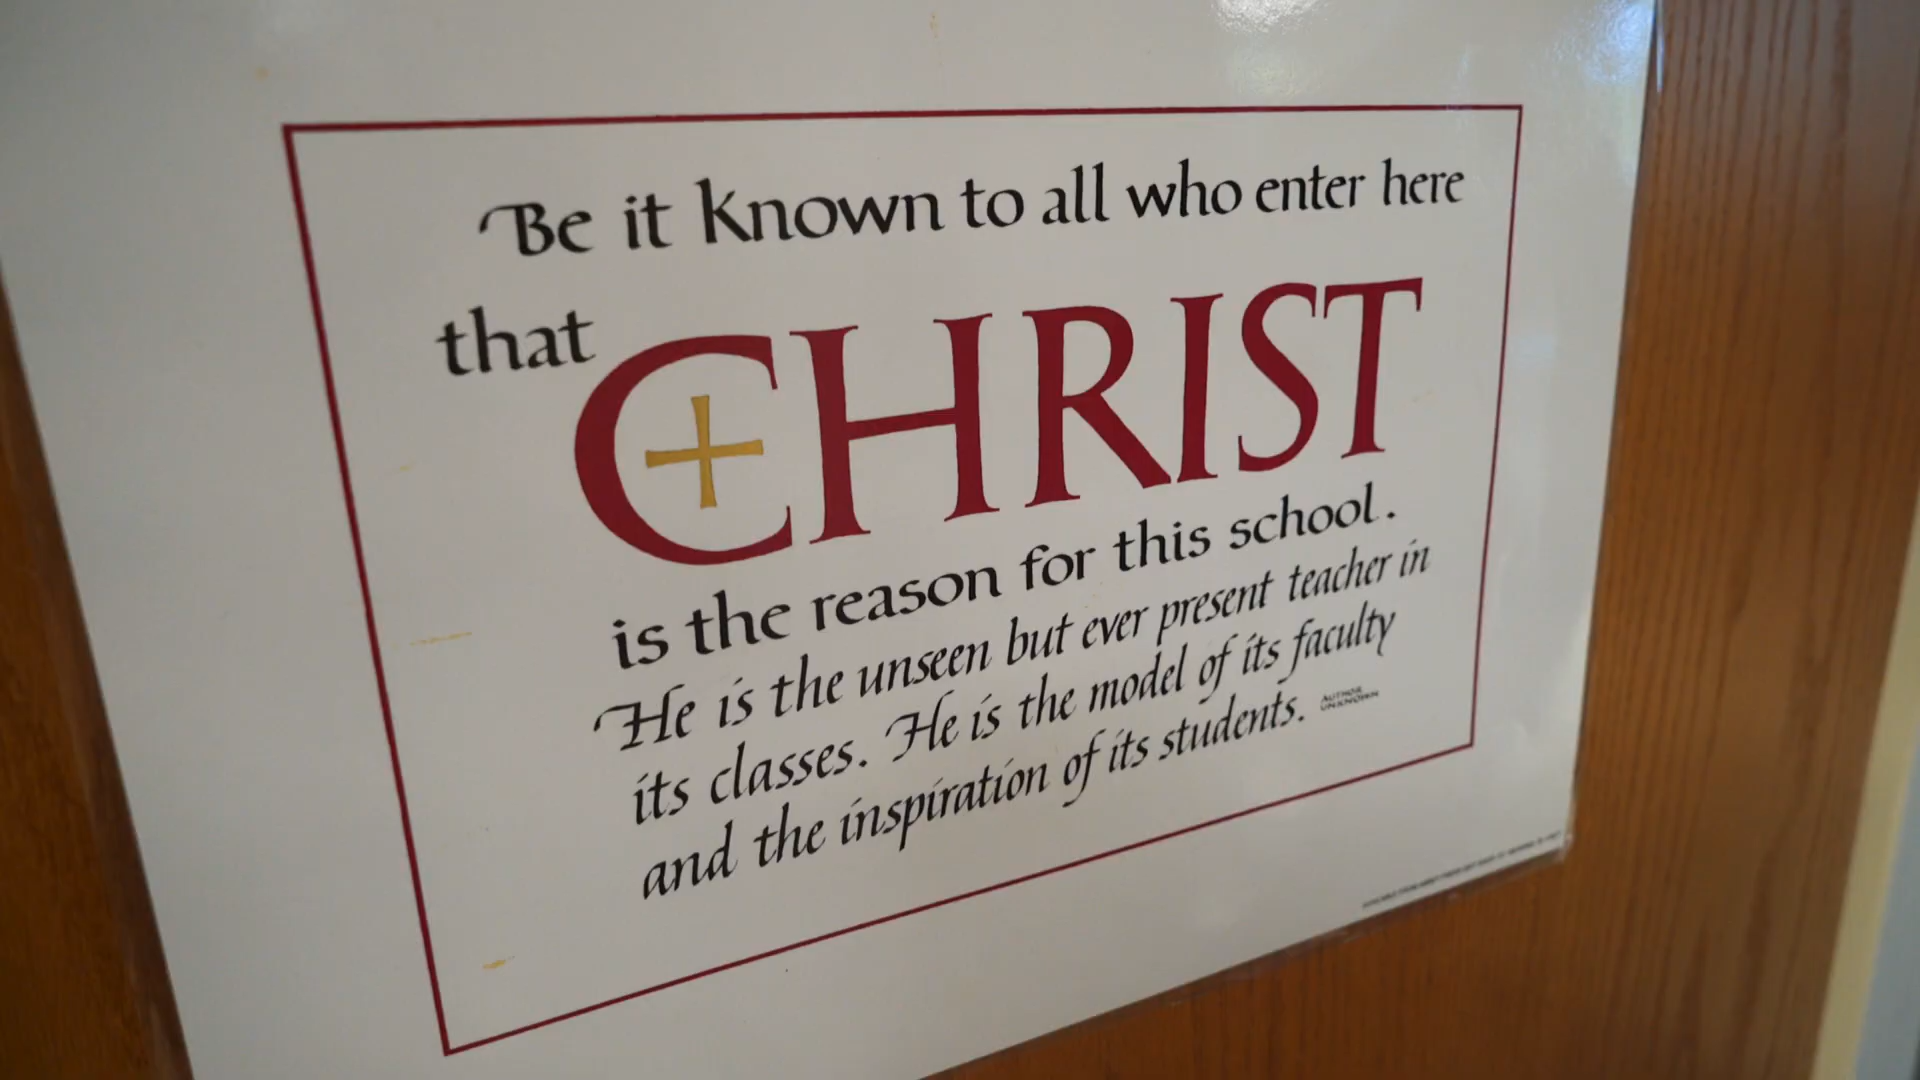 Be it known to all who enter here
that CHRIST
is the reason for this school.
He is the unseen but ever present teacher in
its classes. He is the model of its faculty
and the inspiration of its students.
AUTHOR
UNKNOWN